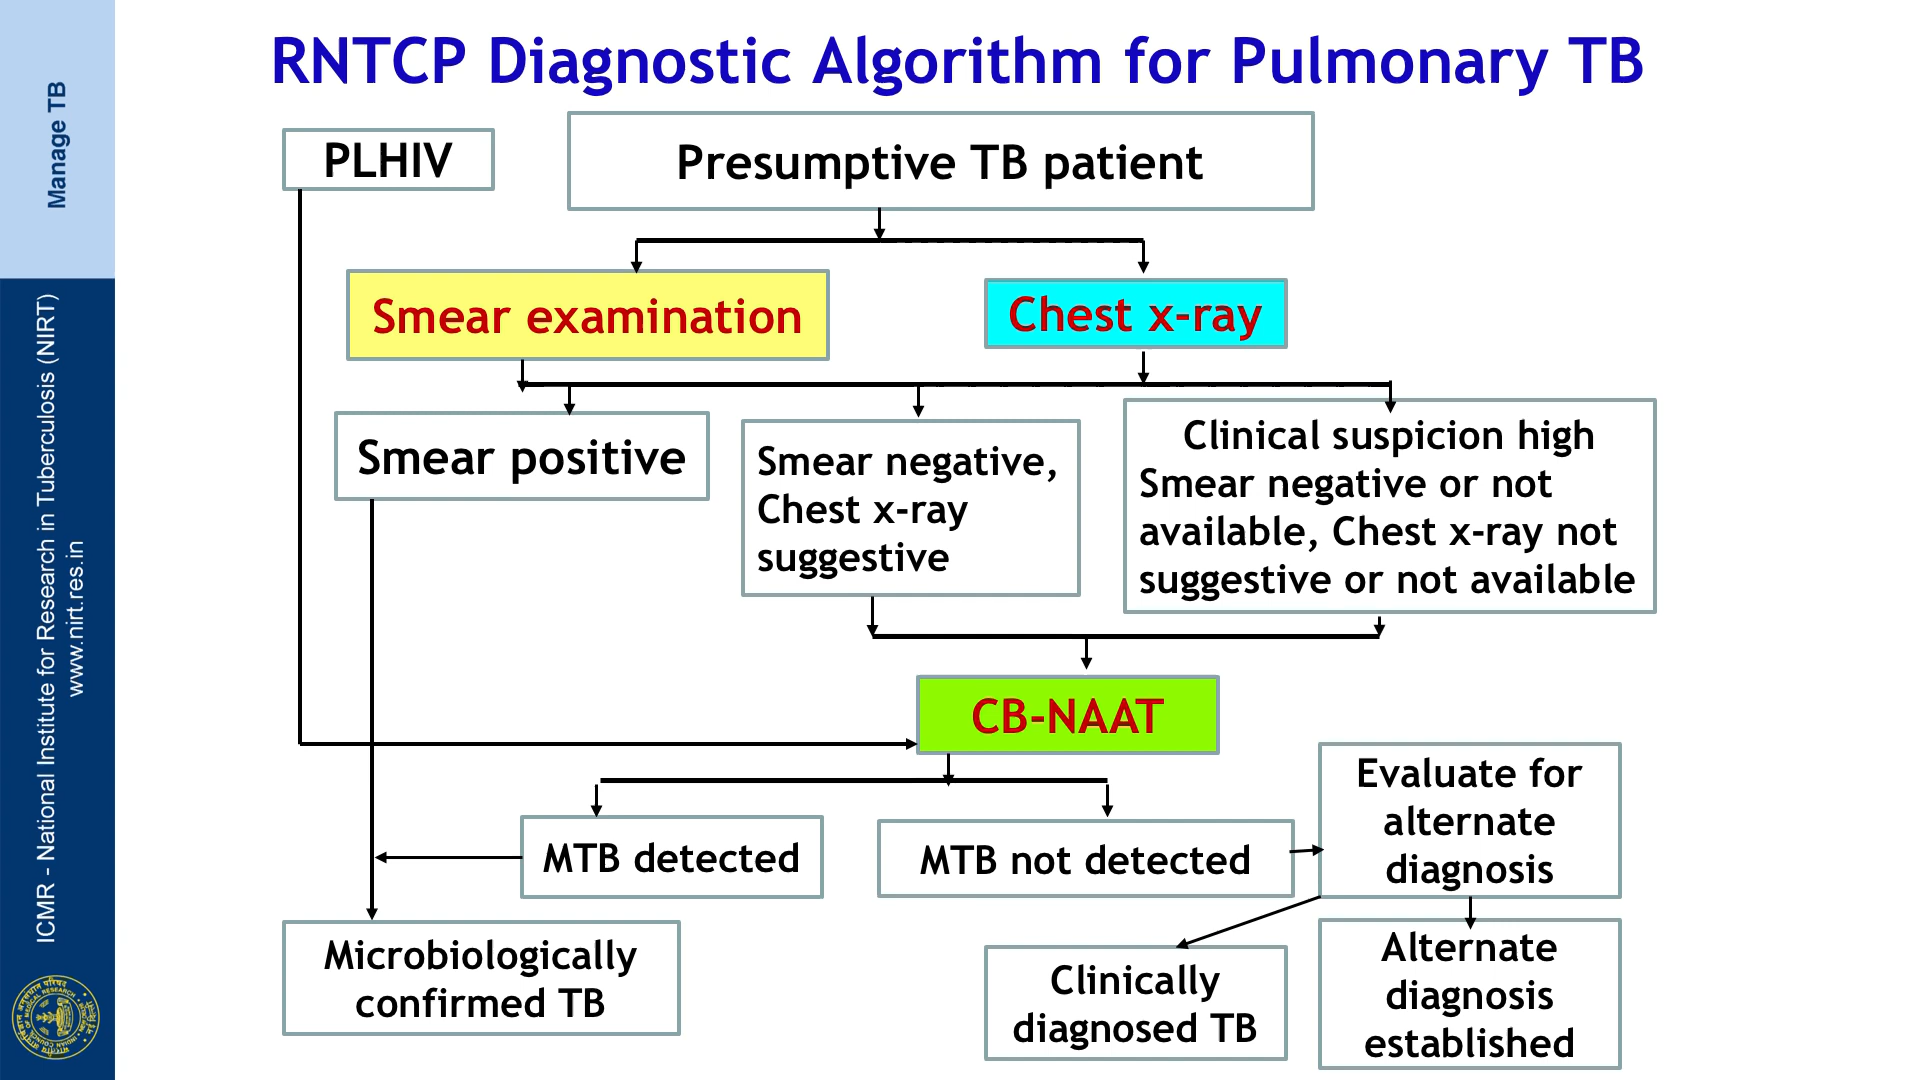 RNTCP Diagnostic Algorithm for Pulmonary TB
Manage TB
ICMR - National Institute for Research in Tuberculosis (NIRT)
www.nirt.res.in
PLHIV
Presumptive TB patient
Smear examination
Chest x-ray
Smear positive
Smear negative,
Chest x-ray
suggestive
Clinical suspicion high
Smear negative or not
available, Chest x-ray not
suggestive or not available
CB-NAAT
MTB detected
MTB not detected
Evaluate for
alternate
diagnosis
Microbiologically
confirmed TB
Clinically
diagnosed TB
Alternate
diagnosis
established